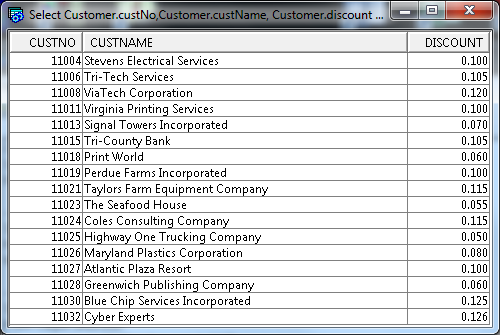 Select Customer.custNo,Customer.custName, Customer.discount ...
CUSTNO CUSTNAME DISCOUNT
11004 Stevens Electrical Services 0.100
11006 Tri-Tech Services 0.105
11008 ViaTech Corporation 0.120
11011 Virginia Printing Services 0.100
11013 Signal Towers Incorporated 0.070
11015 Tri-County Bank 0.105
11018 Print World 0.060
11019 Perdue Farms Incorporated 0.100
11021 Taylors Farm Equipment Company 0.115
11023 The Seafood House 0.055
11024 Coles Consulting Company 0.115
11025 Highway One Trucking Company 0.050
11026 Maryland Plastics Corporation 0.080
11027 Atlantic Plaza Resort 0.100
11028 Greenwich Publishing Company 0.060
11030 Blue Chip Services Incorporated 0.125
11032 Cyber Experts 0.126